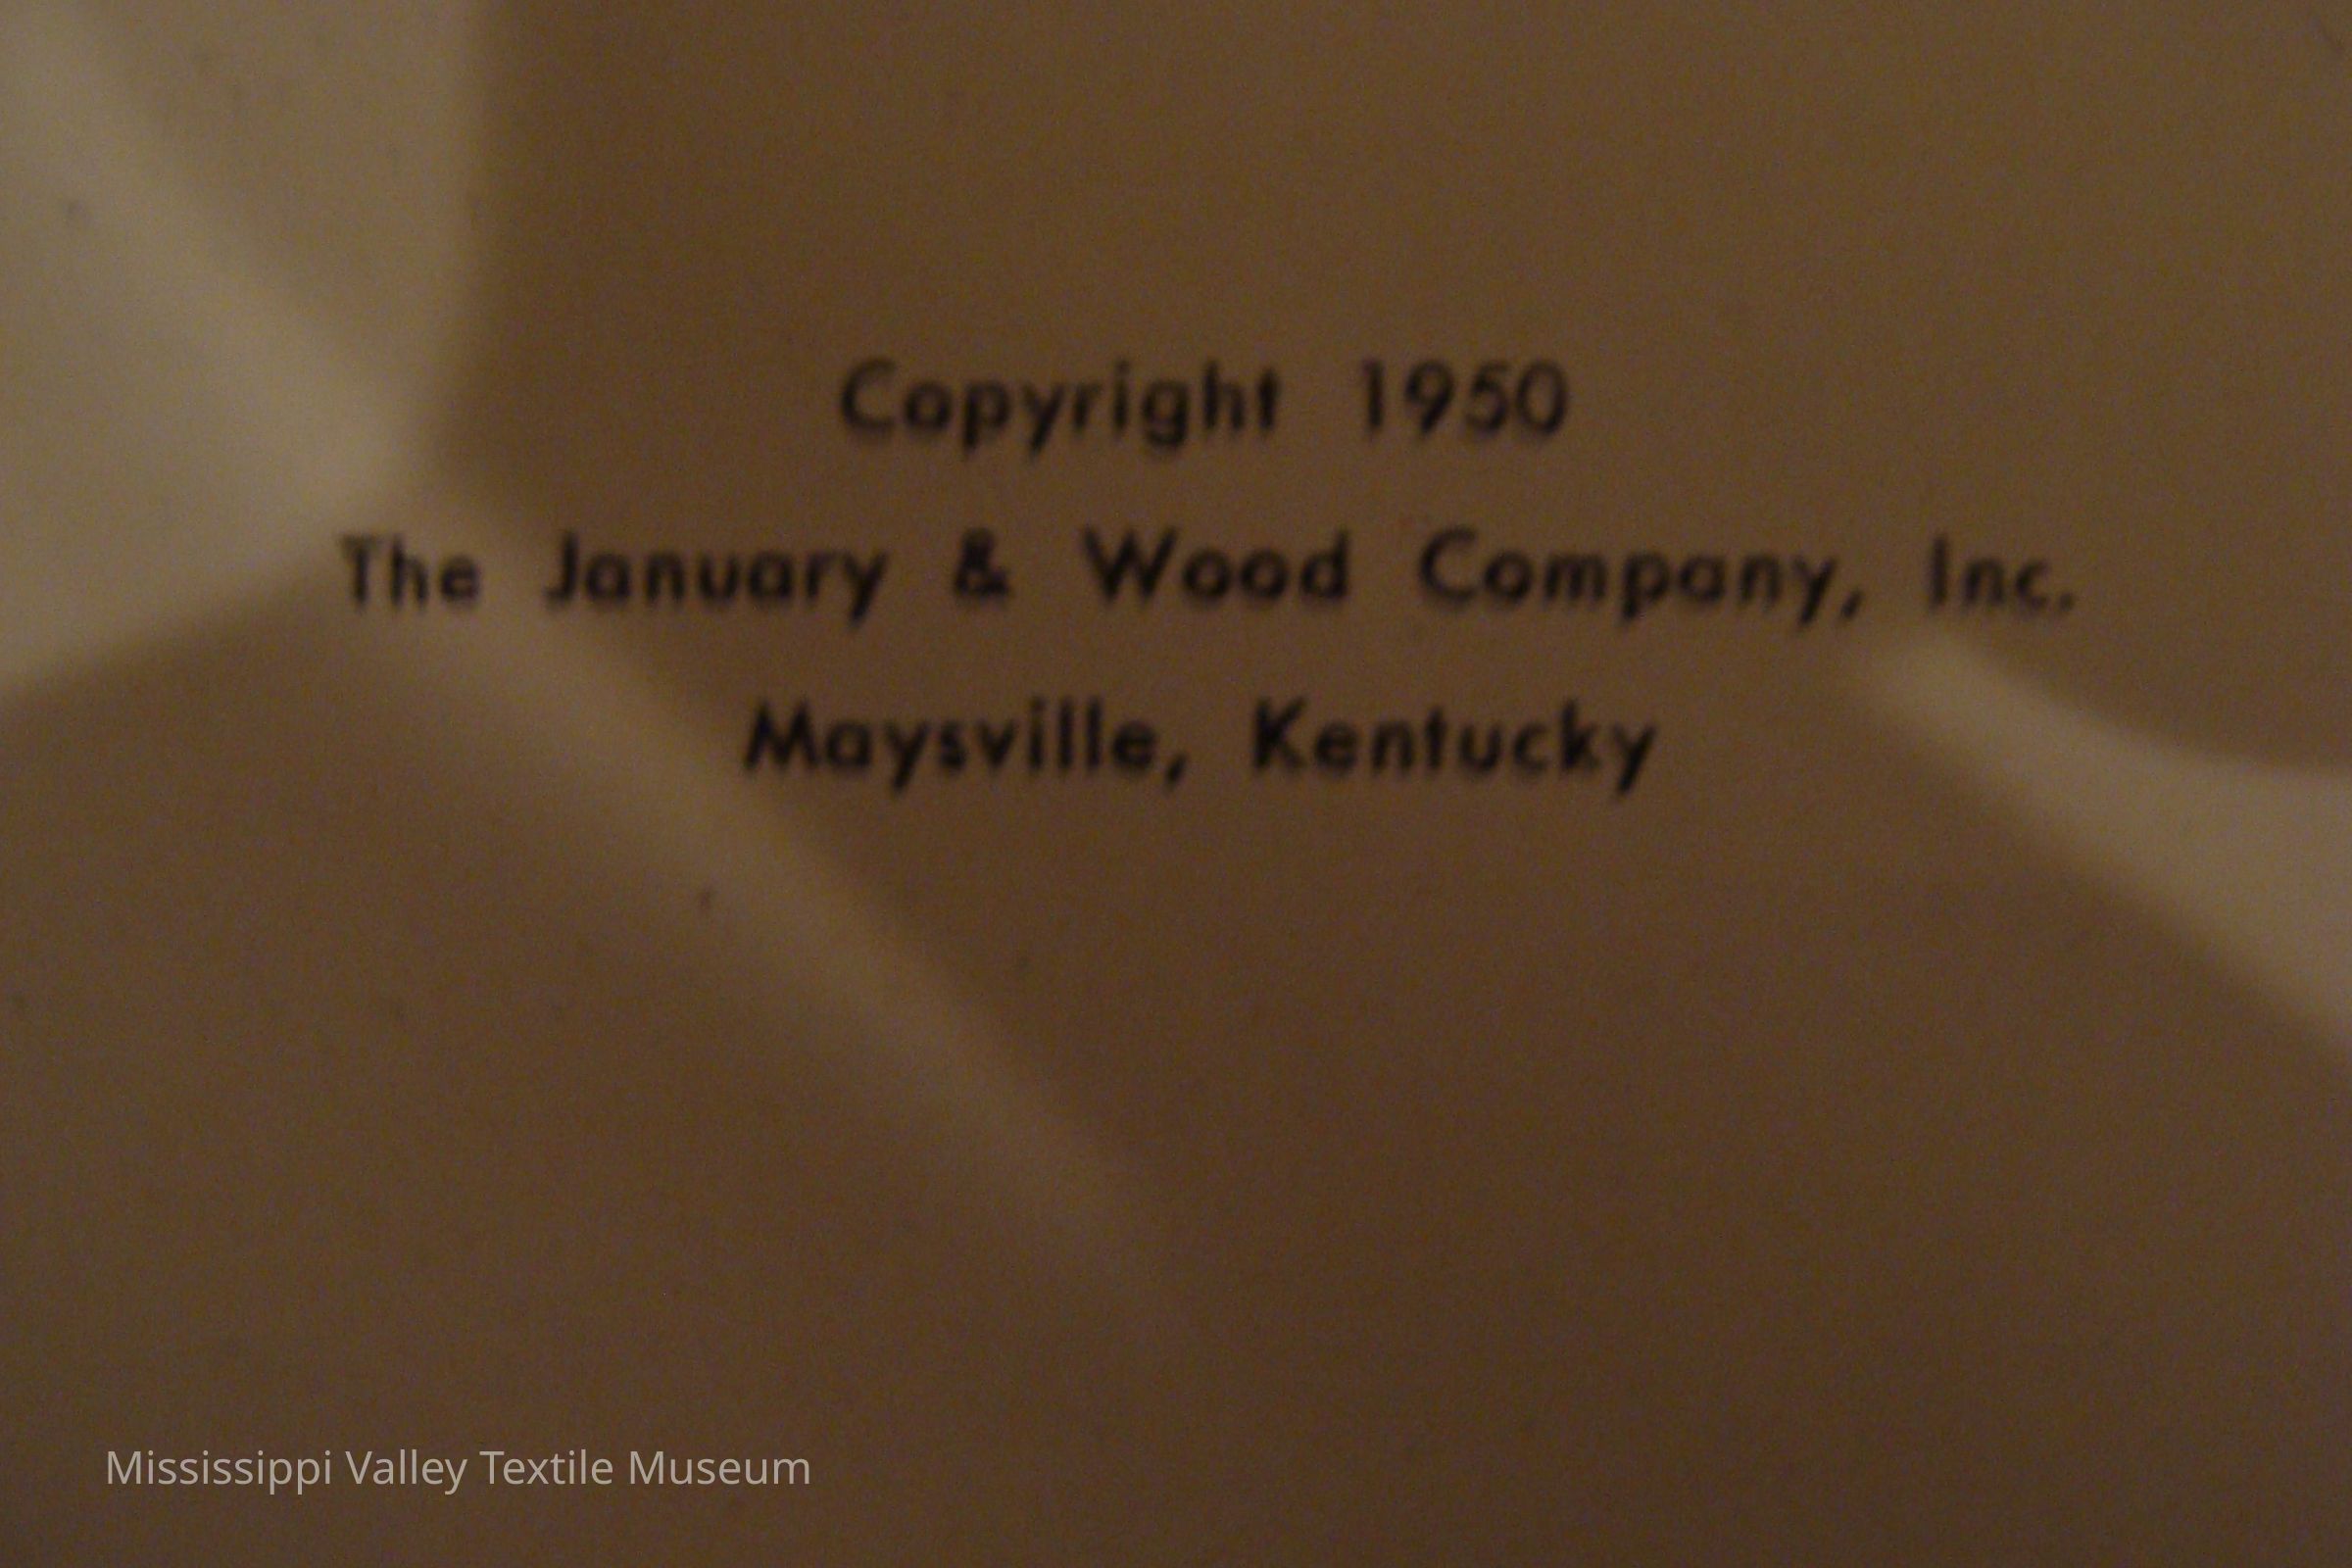 Copyright 1950
The January & Wood Company, Inc.
Maysville, Kentucky
Mississippi Valley Textile Museum